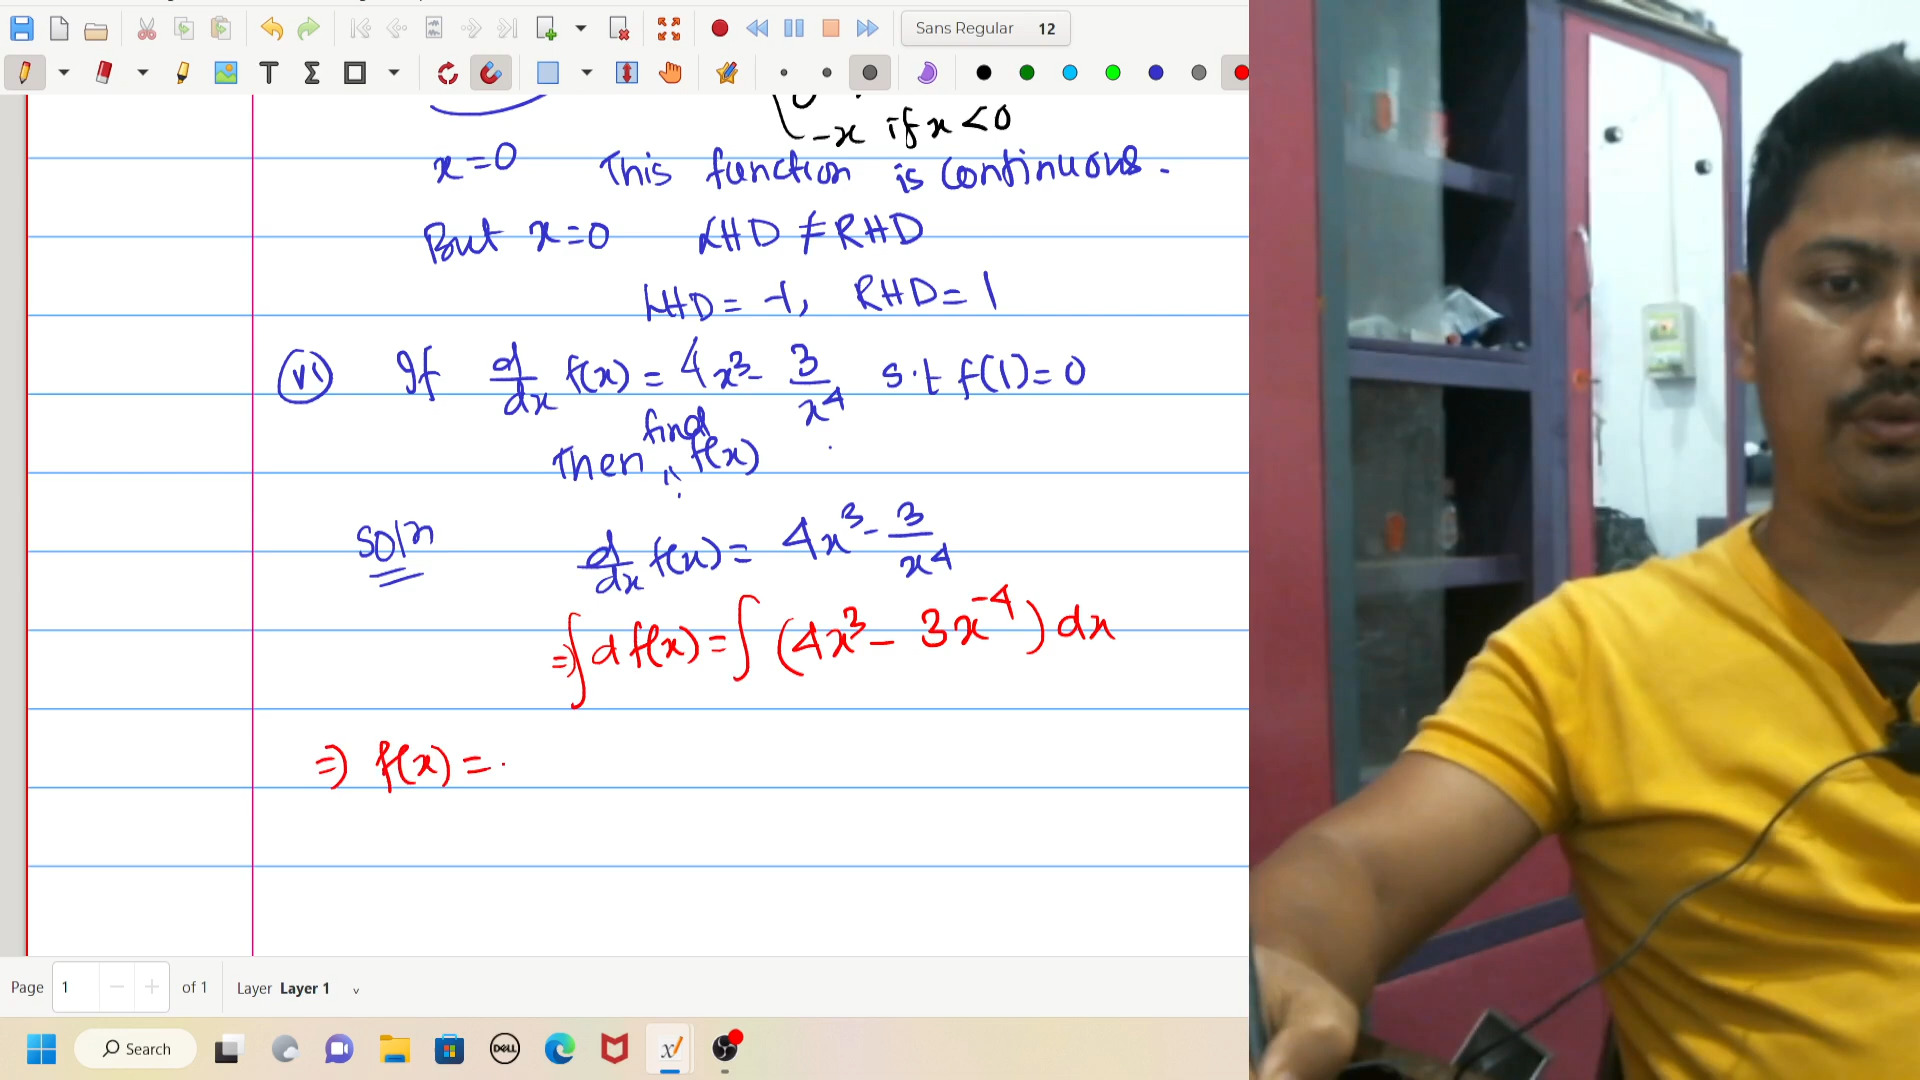 Sans Regular 12
-x if x < 0
x=0 This function is continuous.
But x=0 LHD ≠ RHD
LHD = -1, RHD = 1
(vi) If d/dx f(x) = 4x³ - 3/x⁴ s.t f(1) = 0
find
Then ^ f(x)
Soln
d/dx f(x) = 4x³ - 3/x⁴
⇒ ∫ d f(x) = ∫ (4x³ - 3x⁻⁴) dx
⇒ f(x) =
Page 1 of 1 Layer Layer 1
Search
DELL